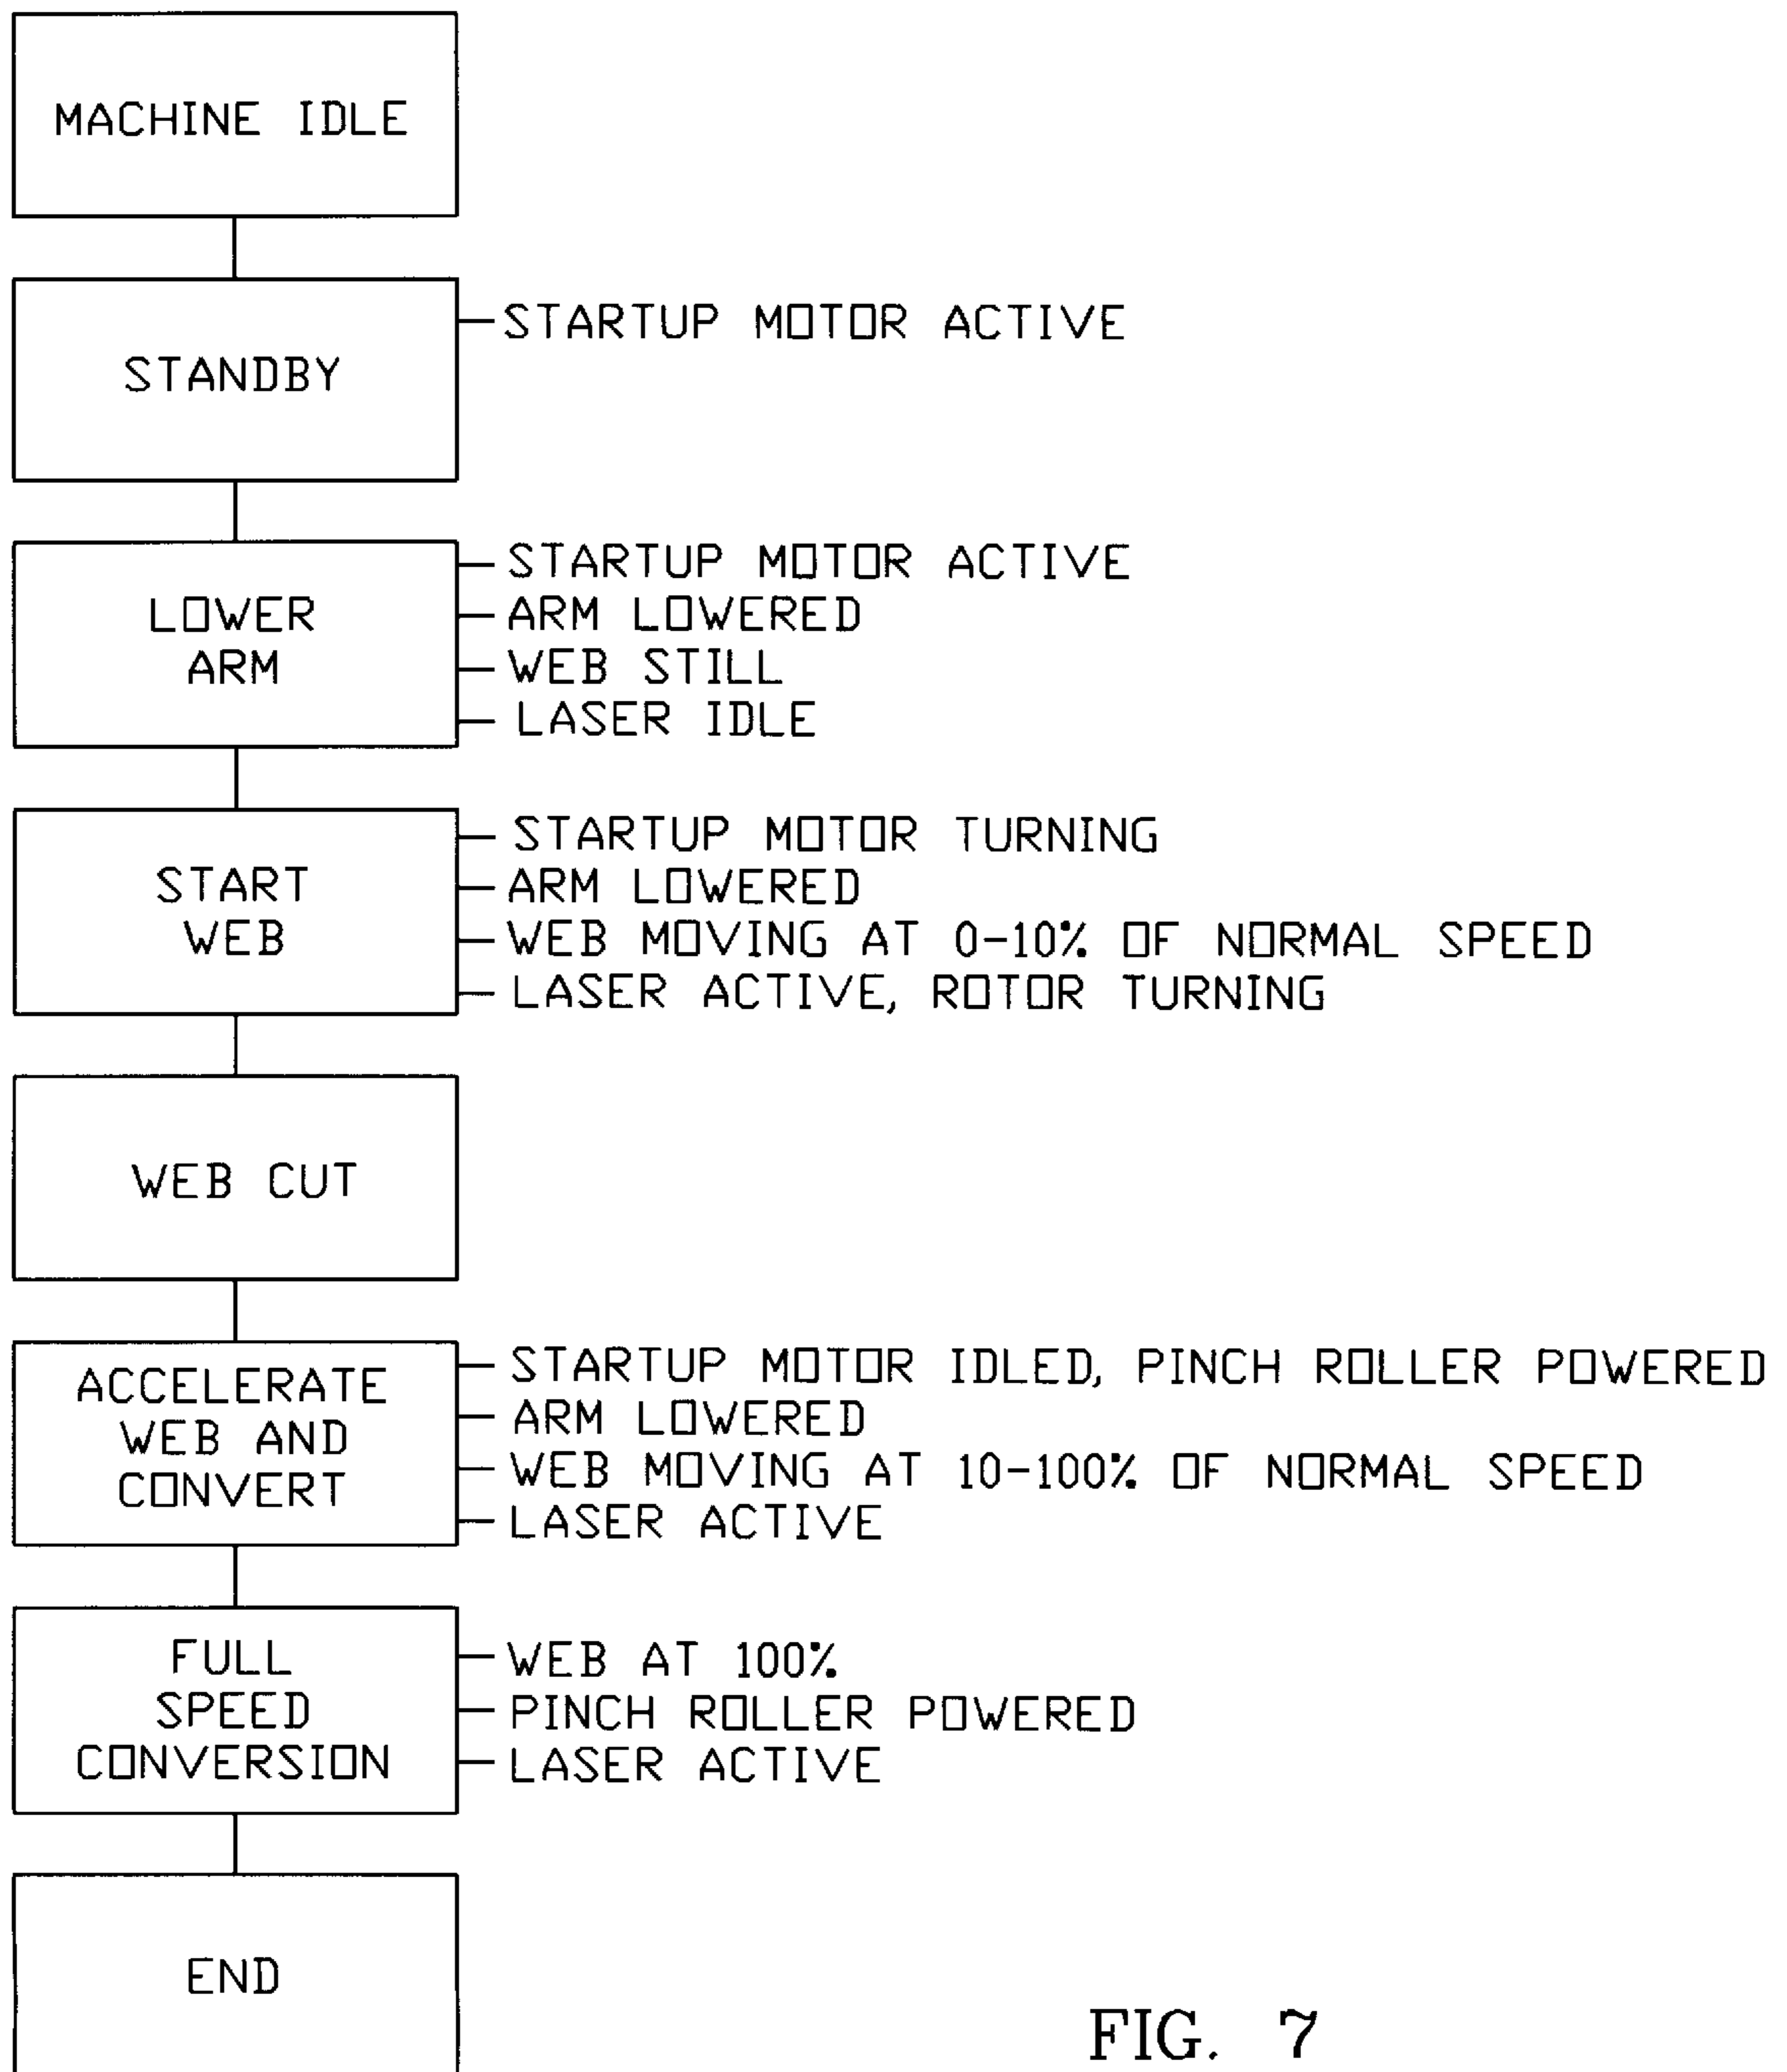 MACHINE IDLE
STANDBY
STARTUP MOTOR ACTIVE
LOWER
ARM
STARTUP MOTOR ACTIVE
ARM LOWERED
WEB STILL
LASER IDLE
START
WEB
STARTUP MOTOR TURNING
ARM LOWERED
WEB MOVING AT 0-10% OF NORMAL SPEED
LASER ACTIVE, ROTOR TURNING
WEB CUT
ACCELERATE
WEB AND
CONVERT
STARTUP MOTOR IDLED, PINCH ROLLER POWERED
ARM LOWERED
WEB MOVING AT 10-100% OF NORMAL SPEED
LASER ACTIVE
FULL
SPEED
CONVERSION
WEB AT 100%
PINCH ROLLER POWERED
LASER ACTIVE
END
FIG. 7